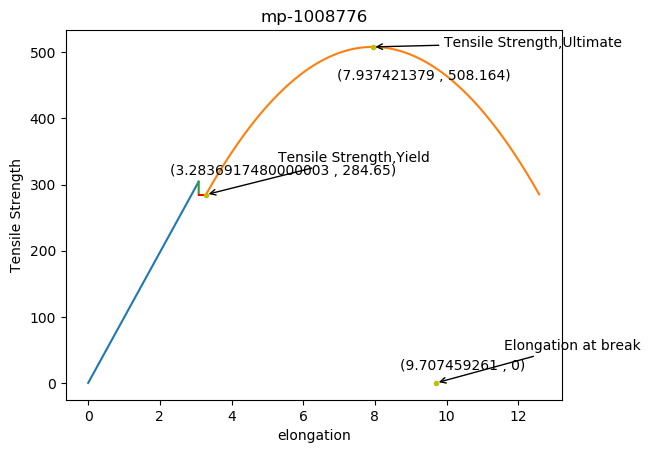 mp-1008776
Tensile Strength,Ultimate
(7.937421379 , 508.164)
Tensile Strength,Yield
(3.2836917480000003 , 284.65)
Elongation at break
(9.707459261 , 0)
500
400
300
200
100
0
Tensile Strength
0 2 4 6 8 10 12
elongation